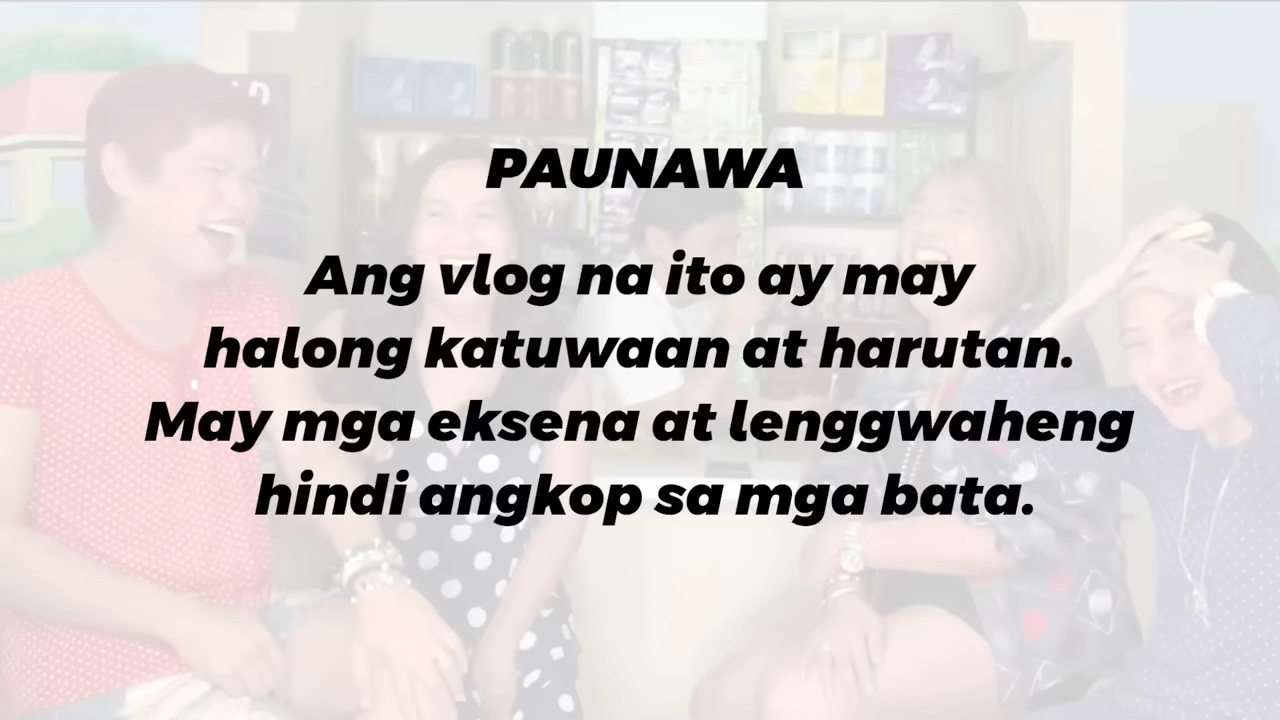 PAUNAWA
Ang vlog na ito ay may
halong katuwaan at harutan.
May mga eksena at lenggwaheng
hindi angkop sa mga bata.